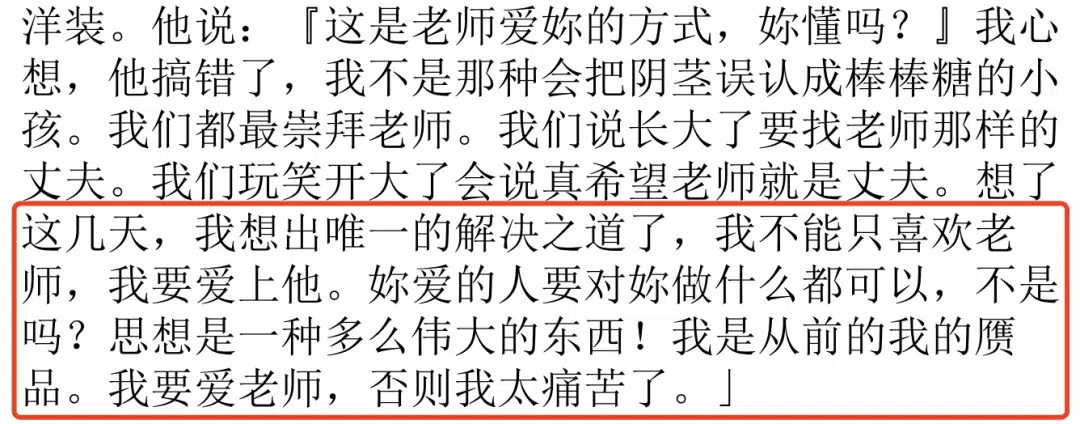 洋装。他说：『这是老师爱妳的方式，妳懂吗？』我心
想，他搞错了，我不是那种会把阴茎误认成棒棒糖的小
孩。我们都最崇拜老师。我们说长大了要找老师那样的
丈夫。我们玩笑开大了会说真希望老师就是丈夫。想了
这几天，我想出唯一的解决之道了，我不能只喜欢老
师，我要爱上他。妳爱的人要对妳做什么都可以，不是
吗？思想是一种多么伟大的东西！我是从前的我的赝
品。我要爱老师，否则我太痛苦了。」